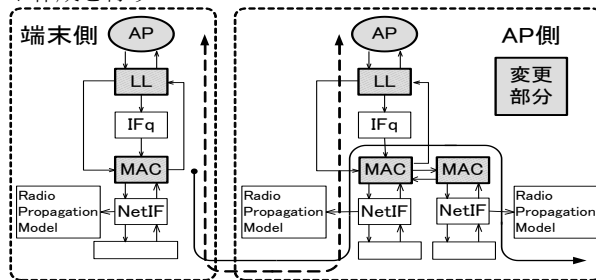 端末側
AP
LL
IFq
MAC
Radio
Propagation
Model
NetIF
AP側
AP
変更
部分
LL
IFq
MAC
MAC
Radio
Propagation
Model
NetIF
NetIF
Radio
Propagation
Model